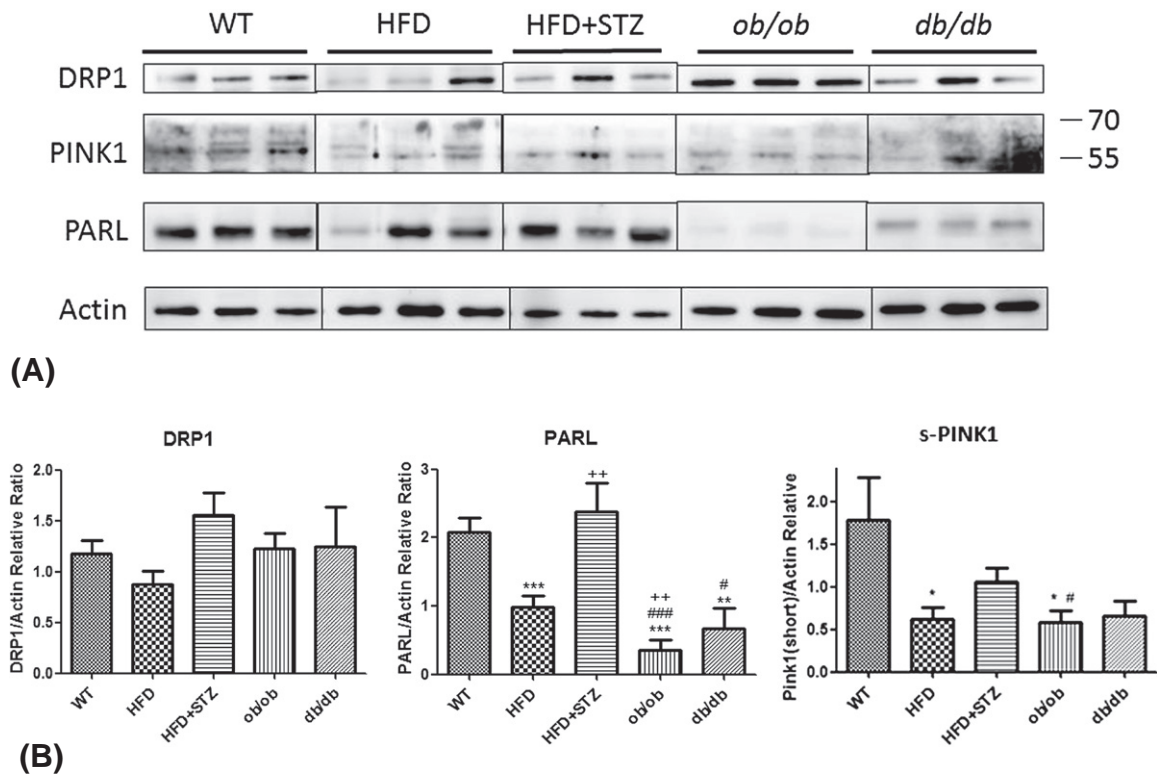 WT HFD HFD+STZ ob/ob db/db
DRP1
PINK1
70
55
PARL
Actin
(A)
DRP1
DRP1/Actin Relative Ratio
2.0
1.5
1.0
0.5
0.0
WT HFD HFD+STZ ob/ob db/db
PARL
PARL/Actin Relative Ratio
3
2
1
0
***
++
++
###
***
#
**
WT HFD HFD+STZ ob/ob db/db
s-PINK1
Pink1(short)/Actin Relative
2.0
1.5
1.0
0.5
0.0
*
* #
WT HFD HFD+STZ ob/ob db/db
(B)